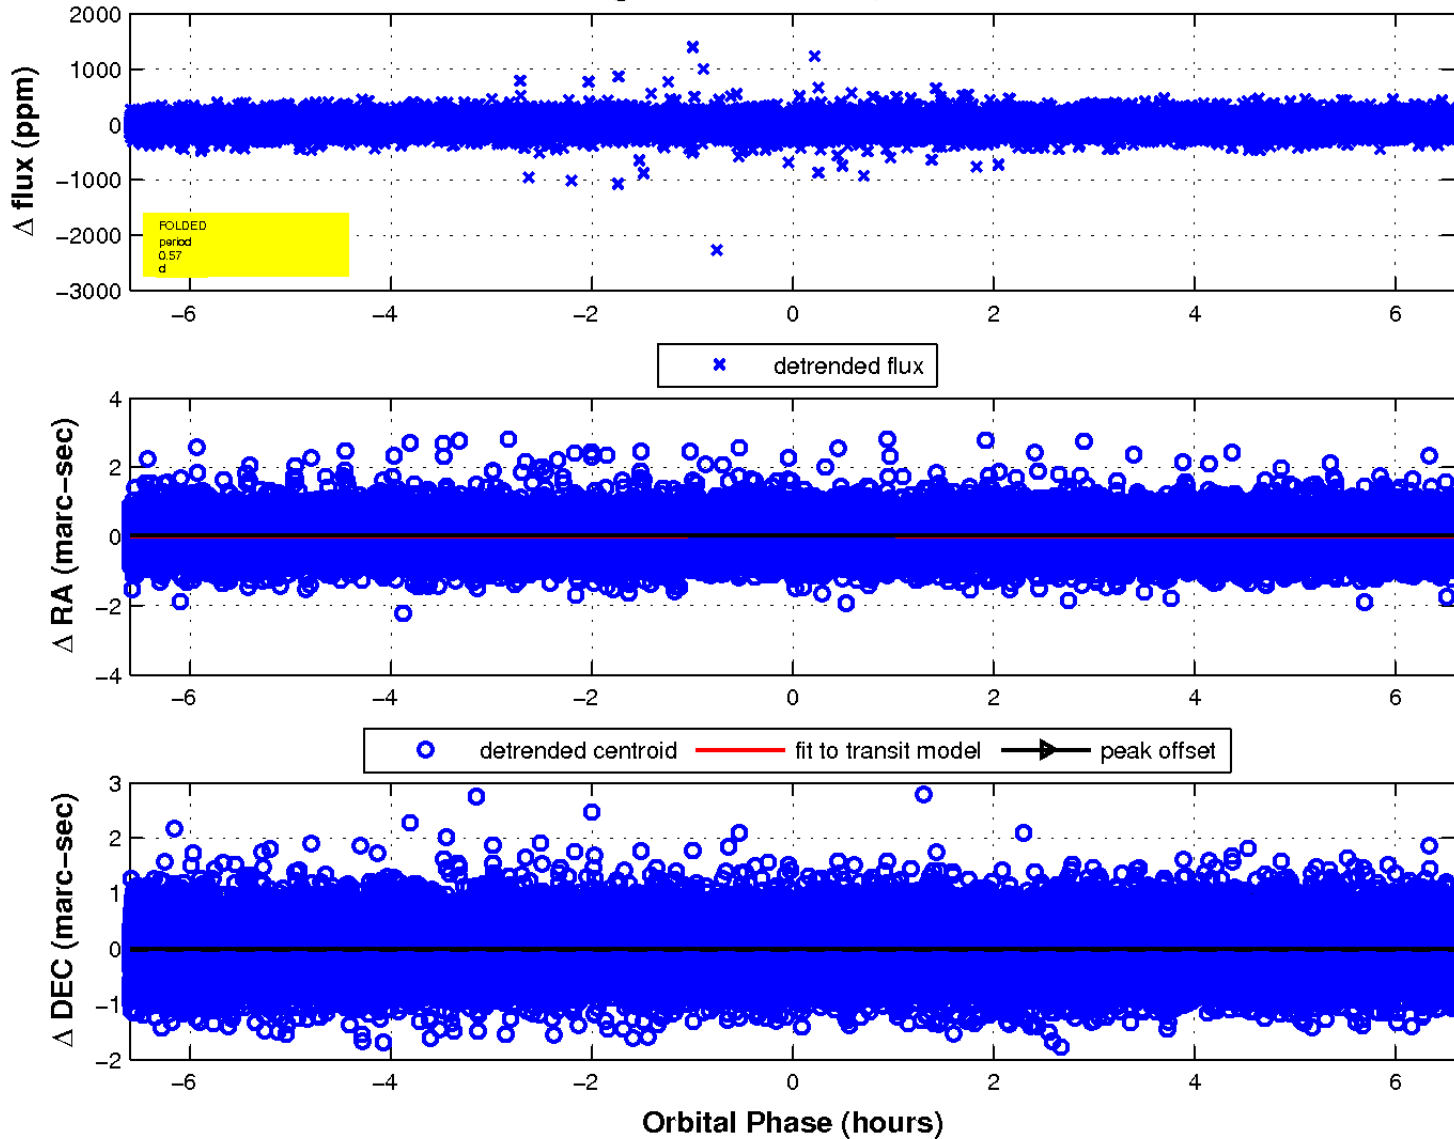 2000
1000
0
−1000
−2000
−3000
Δ flux (ppm)
FOLDED
period
0.57
d
−6 −4 −2 0 2 4 6
detrended flux
4
2
0
−2
−4
Δ RA (marc−sec)
−6 −4 −2 0 2 4 6
detrended centroid fit to transit model peak offset
3
2
1
0
−1
−2
Δ DEC (marc−sec)
−6 −4 −2 0 2 4 6
Orbital Phase (hours)